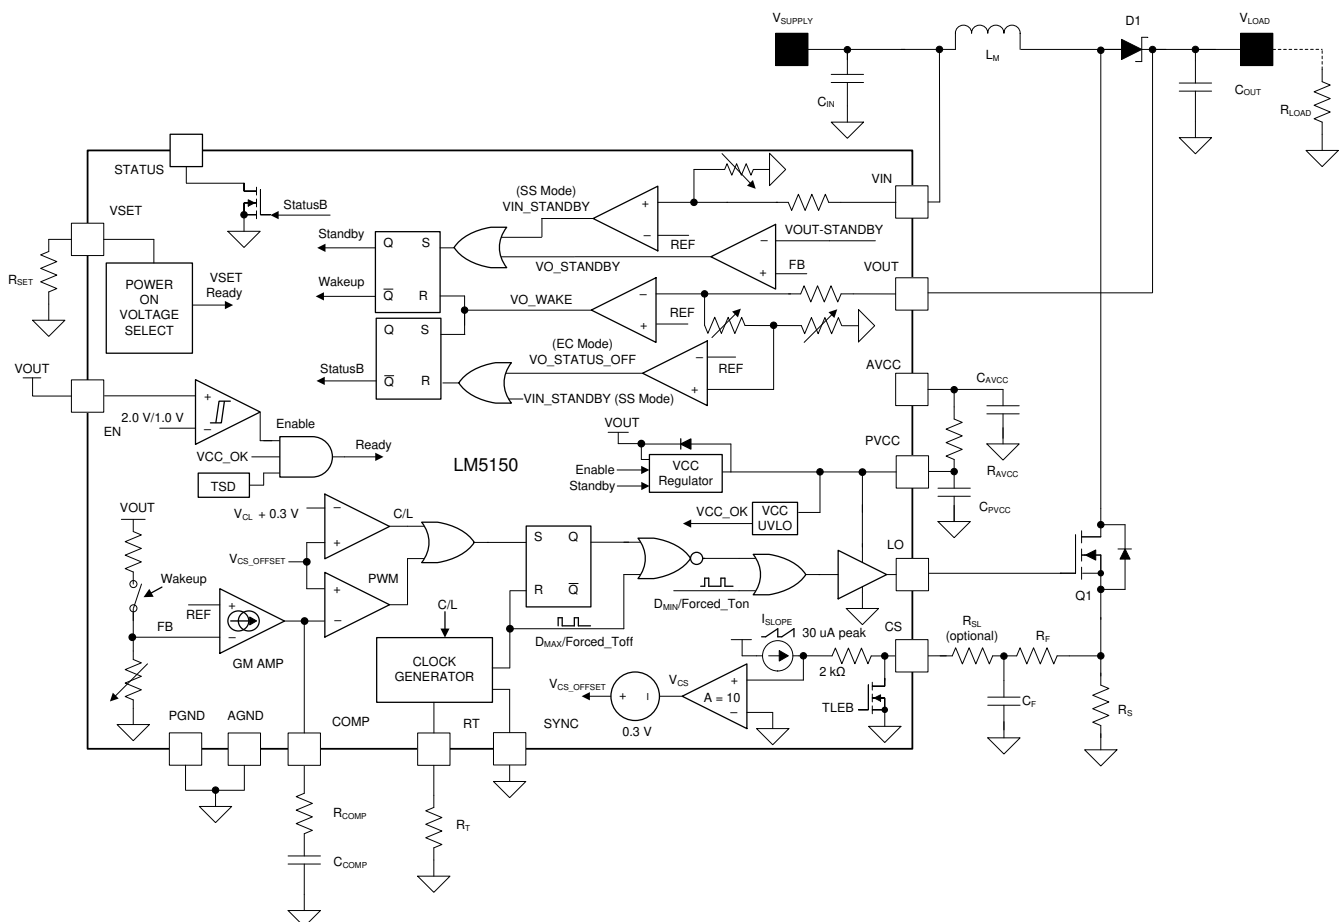 VSUPPLY
D1
VLOAD
LM
CIN
COUT
RLOAD
STATUS
StatusB
(SS Mode)
VIN_STANDBY
VIN
+
−
REF
VOUT-STANDBY
VSET
Standby
Q
S
VO_STANDBY
−
+
FB
VOUT
RSET
POWER
ON
VOLTAGE
SELECT
VSET
Ready
Wakeup
Q
R
VO_WAKE
−
+
REF
Q
S
(EC Mode)
VO_STATUS_OFF
−
+
REF
VOUT
StatusB
Q
R
VIN_STANDBY (SS Mode)
AVCC
CAVCC
EN
2.0 V/1.0 V
+
−
Enable
VCC_OK
TSD
Ready
LM5150
VOUT
Enable
Standby
VCC
Regulator
PVCC
RAVCC
CPVCC
VOUT
VCL + 0.3 V
−
+
C/L
VCC_OK
VCC
UVLO
VCS_OFFSET
PWM
+
−
S
Q
R
Q
LO
Wakeup
REF
+
−
FB
GM AMP
C/L
DMIN/Forced_Ton
Q1
DMAX/Forced_Toff
ISLOPE
30 uA peak
CS
RSL
(optional)
RF
CLOCK
GENERATOR
2 kΩ
VCS_OFFSET
+
−
0.3 V
VCS
A = 10
+
−
TLEB
CF
RS
PGND
AGND
COMP
RT
SYNC
RCOMP
RT
CCOMP